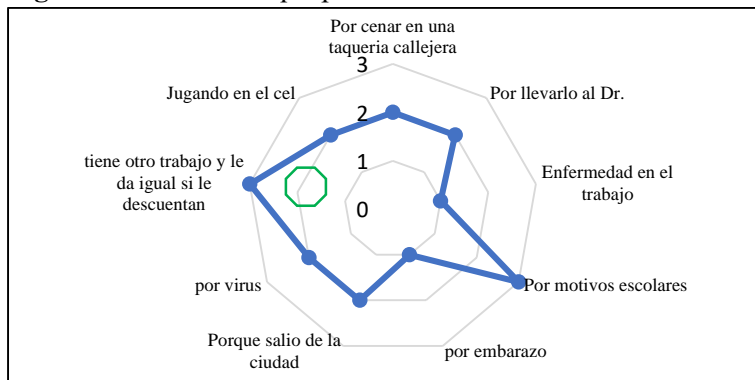 Por cenar en una
taqueria callejera
Por llevarlo al Dr.
Enfermedad en el
trabajo
Por motivos escolares
por embarazo
Porque salio de la
ciudad
por virus
tiene otro trabajo y le
da igual si le
descuentan
Jugando en el cel
3
2
1
0